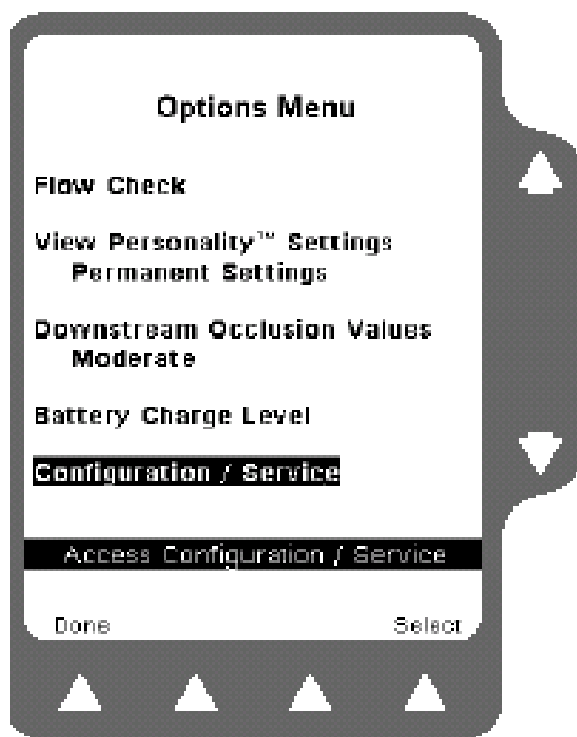 Options Menu
Flow Check
View Personality™ Settings
Permanent Settings
Downstream Occlusion Values
Moderate
Battery Charge Level
Configuration / Service
Access Configuration / Service
Done Select